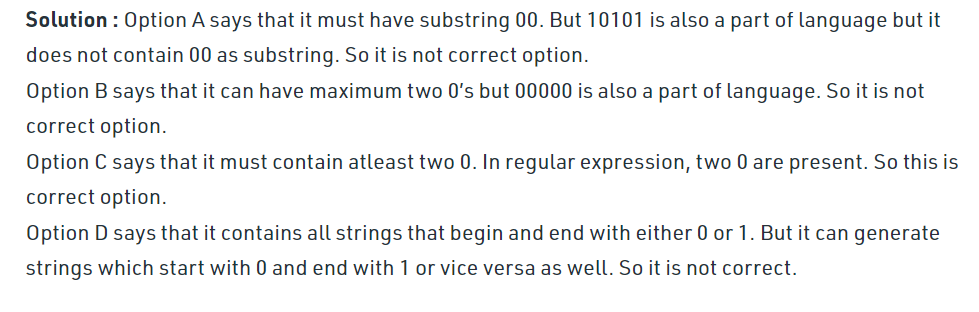 Solution : Option A says that it must have substring 00. But 10101 is also a part of language but it
does not contain 00 as substring. So it is not correct option.
Option B says that it can have maximum two 0's but 00000 is also a part of language. So it is not
correct option.
Option C says that it must contain atleast two 0. In regular expression, two 0 are present. So this is
correct option.
Option D says that it contains all strings that begin and end with either 0 or 1. But it can generate
strings which start with 0 and end with 1 or vice versa as well. So it is not correct.